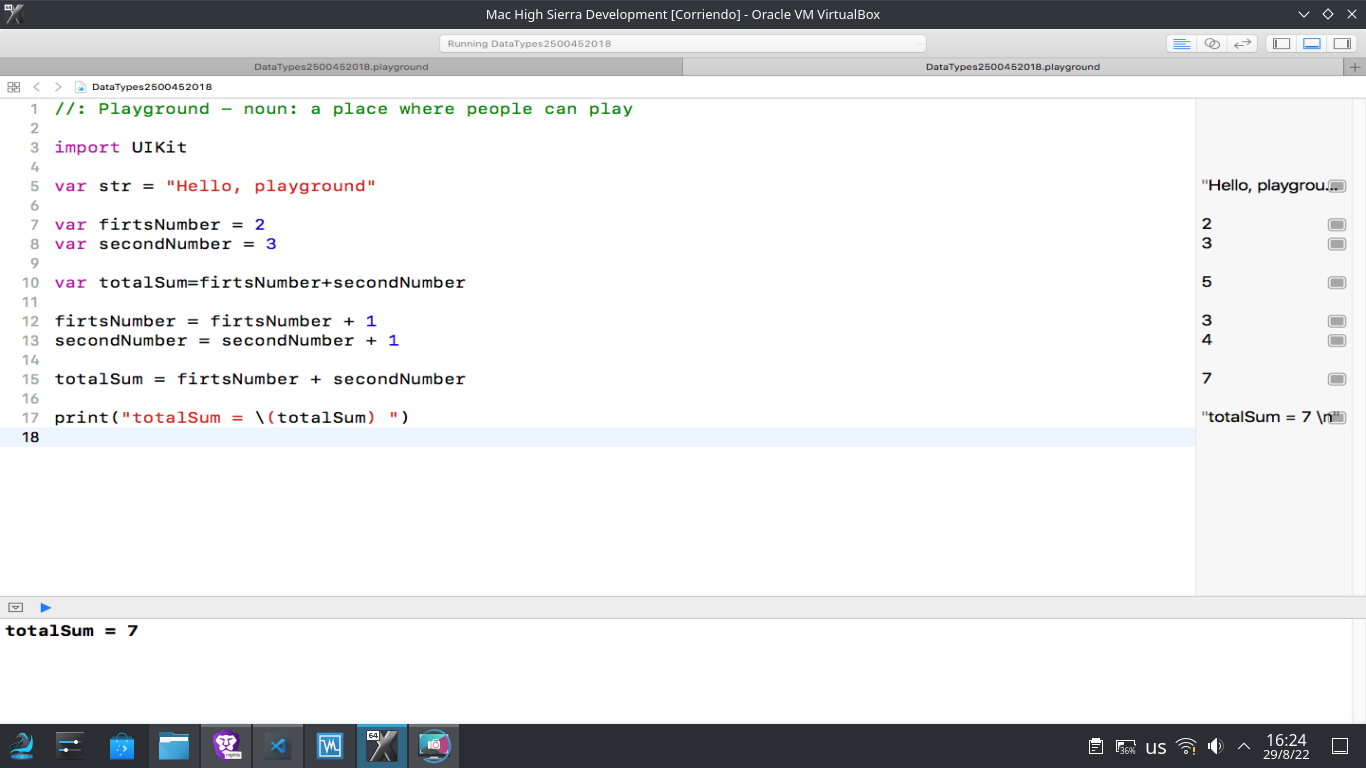 Mac High Sierra Development [Corriendo] - Oracle VM VirtualBox
Running DataTypes2500452018
DataTypes2500452018.playground
DataTypes2500452018.playground
DataTypes2500452018
1 //: Playground – noun: a place where people can play
2
3 import UIKit
4
5 var str = "Hello, playground" "Hello, playgrou...
6
7 var firtsNumber = 2 2
8 var secondNumber = 3 3
9
10 var totalSum=firtsNumber+secondNumber 5
11
12 firtsNumber = firtsNumber + 1 3
13 secondNumber = secondNumber + 1 4
14
15 totalSum = firtsNumber + secondNumber 7
16
17 print("totalSum = \(totalSum) ") "totalSum = 7 \n"
18
totalSum = 7
nightly
64
36%
us
16:24
29/8/22